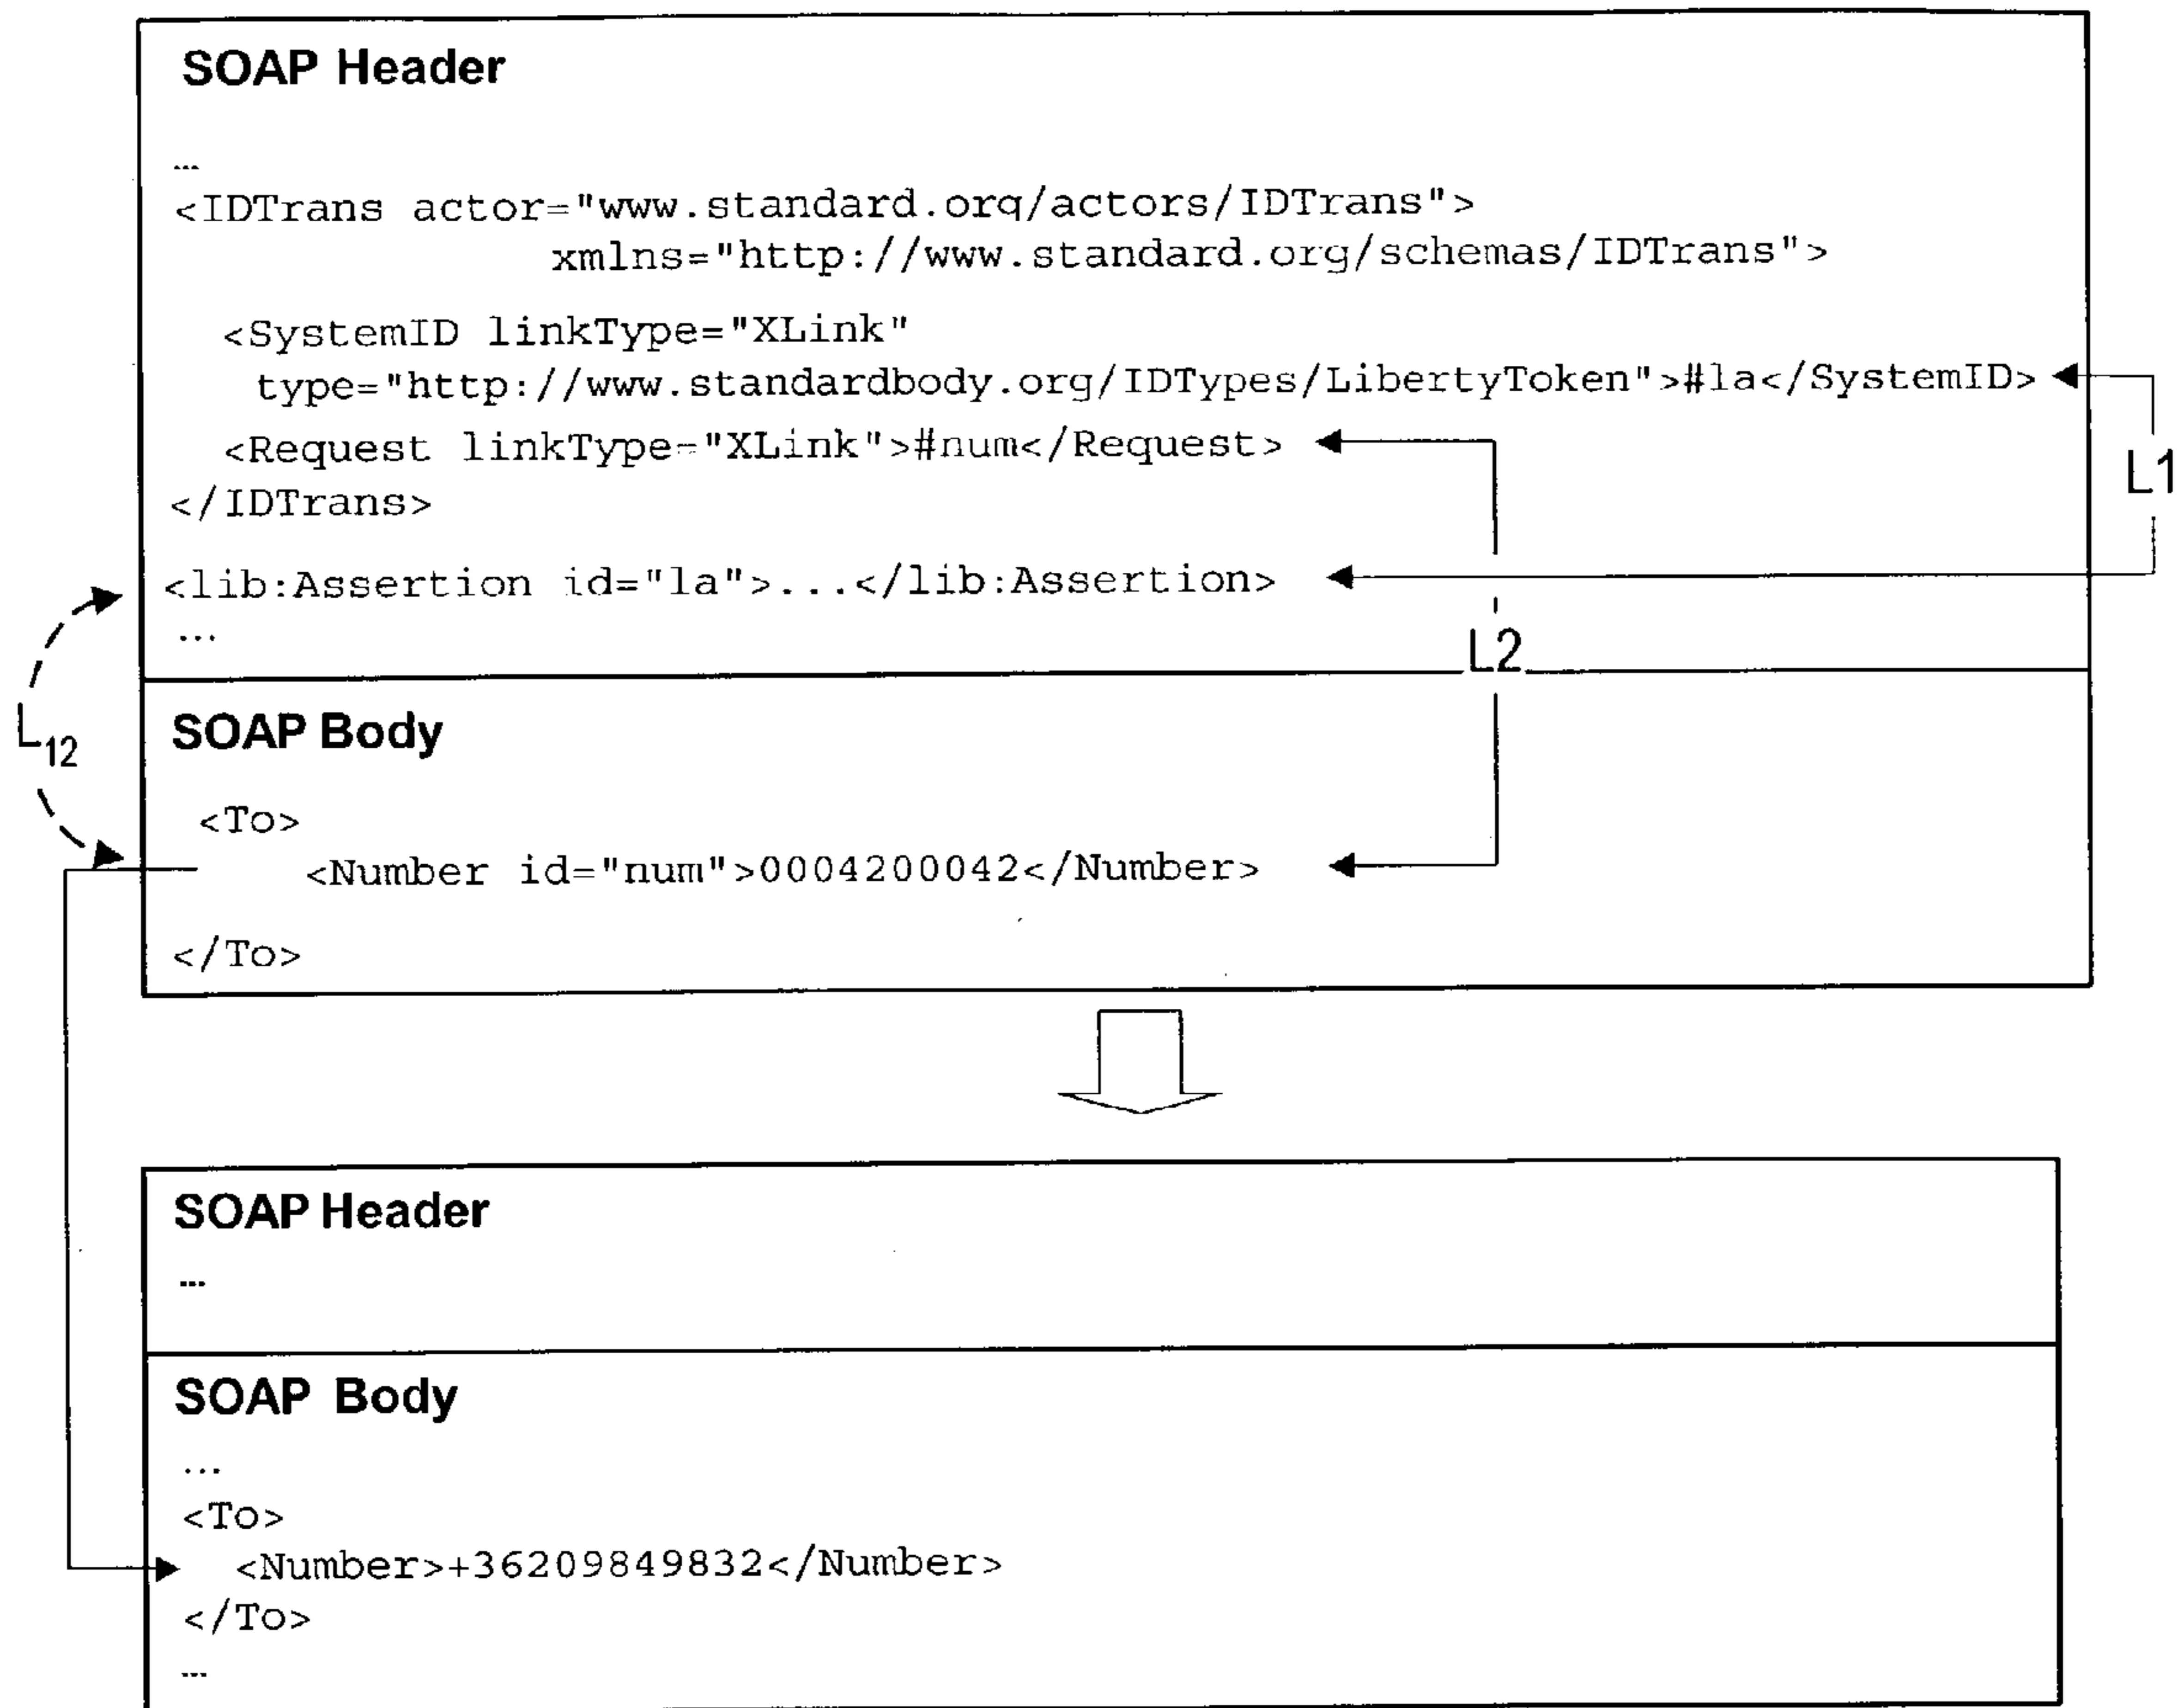 SOAP Header
...
<IDTrans actor="www.standard.orq/actors/IDTrans">
xmlns="http://www.standard.org/schemas/IDTrans">
<SystemID linkType="XLink"
type="http://www.standardbody.org/IDTypes/LibertyToken">#la</SystemID>
<Request linkType="XLink">#num</Request>
</IDTrans>
L1
<lib:Assertion id="la">...</lib:Assertion>
...
L2
L12
SOAP Body
<To>
<Number id="num">0004200042</Number>
</To>
SOAP Header
...
SOAP Body
...
<To>
<Number>+36209849832</Number>
</To>
...